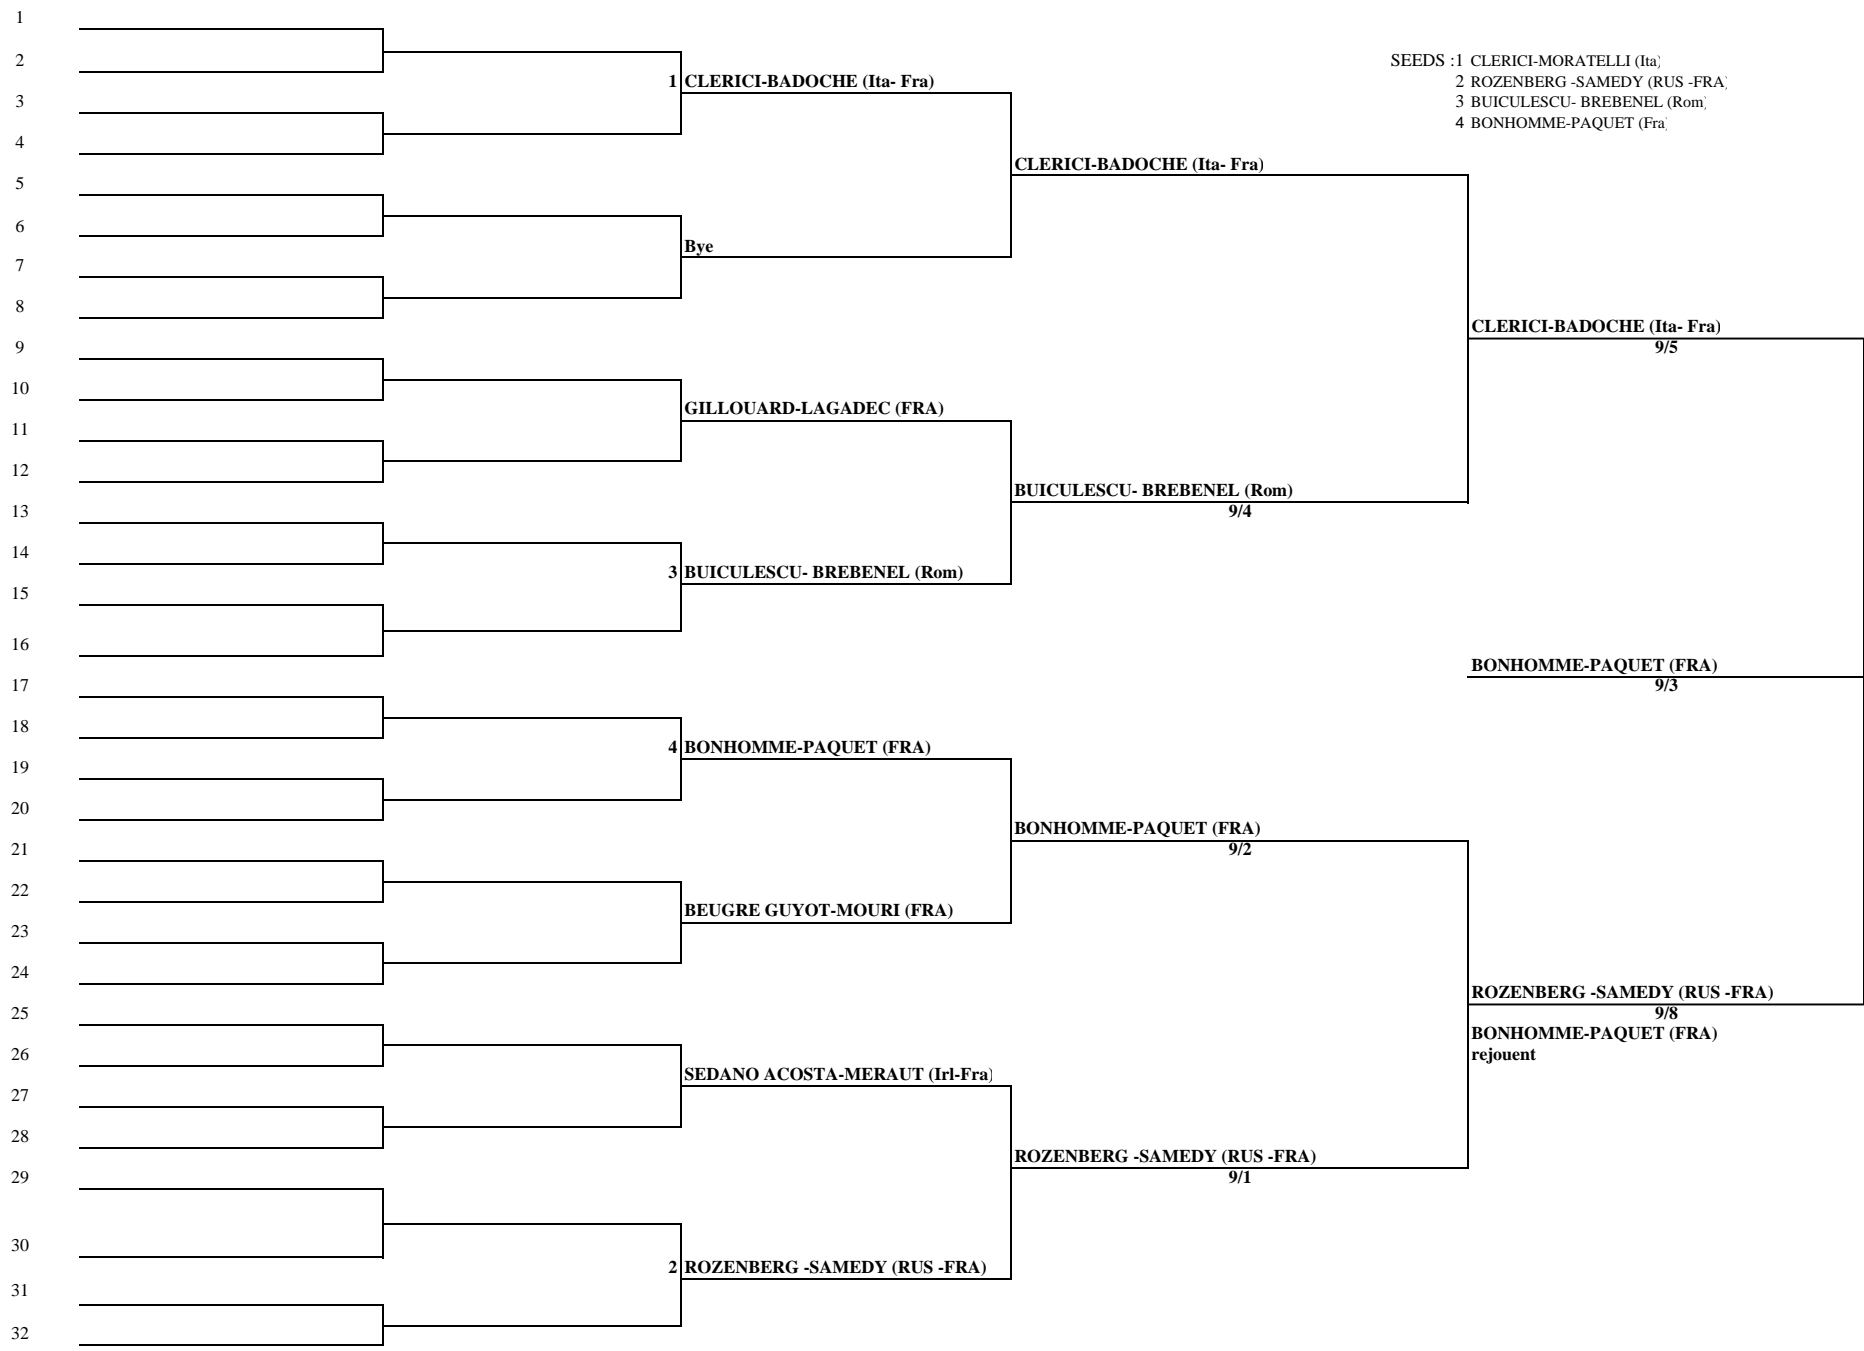 1
2
SEEDS :1 CLERICI-MORATELLI (Ita)
1 CLERICI-BADOCHE (Ita- Fra)
2 ROZENBERG -SAMEDY (RUS -FRA)
3
3 BUICULESCU- BREBENEL (Rom)
4 BONHOMME-PAQUET (Fra)
4
CLERICI-BADOCHE (Ita- Fra)
5
6
Bye
7
8
CLERICI-BADOCHE (Ita- Fra)
9
9/5
10
GILLOUARD-LAGADEC (FRA)
11
12
BUICULESCU- BREBENEL (Rom)
13
9/4
14
3 BUICULESCU- BREBENEL (Rom)
15
16
BONHOMME-PAQUET (FRA)
17
9/3
18
4 BONHOMME-PAQUET (FRA)
19
20
BONHOMME-PAQUET (FRA)
21
9/2
22
BEUGRE GUYOT-MOURI (FRA)
23
24
ROZENBERG -SAMEDY (RUS -FRA)
25
9/8
BONHOMME-PAQUET (FRA)
26
rejouent
SEDANO ACOSTA-MERAUT (Irl-Fra)
27
28
ROZENBERG -SAMEDY (RUS -FRA)
29
9/1
30
2 ROZENBERG -SAMEDY (RUS -FRA)
31
32